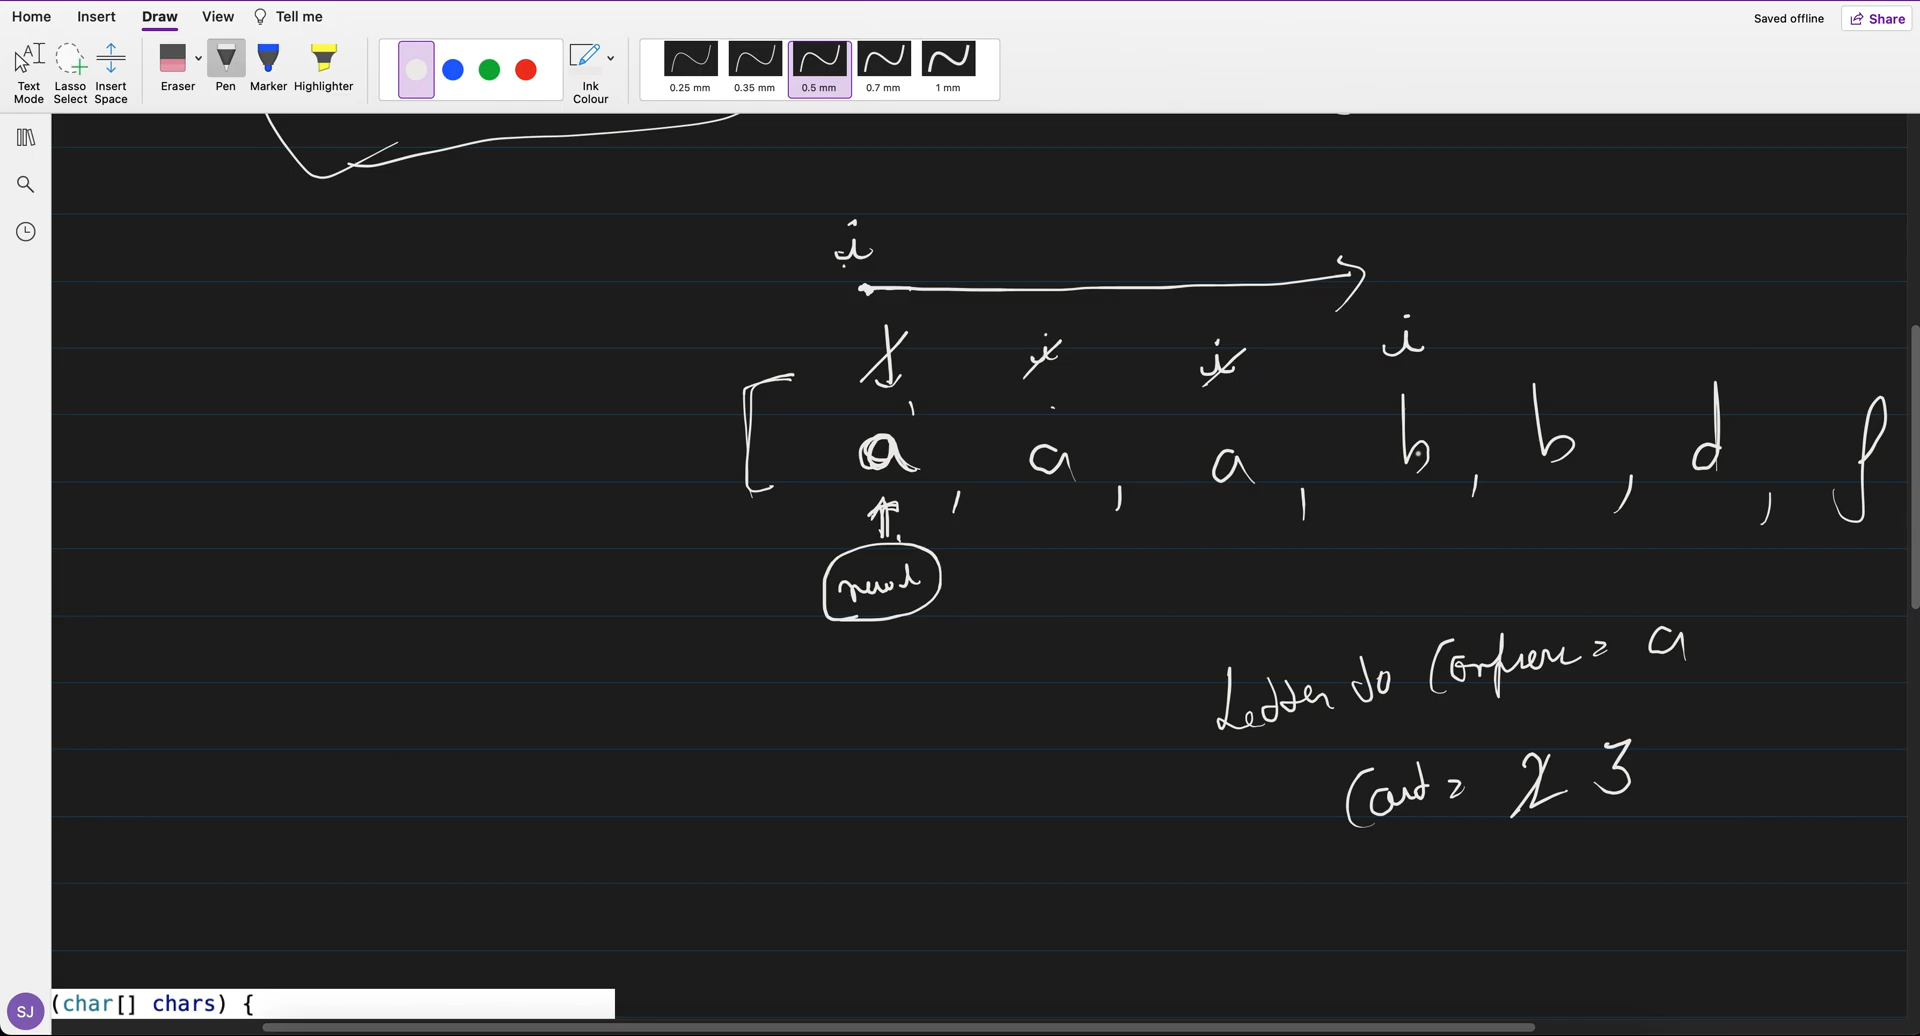 Home Insert Draw View Tell me Saved offline Share
Text Mode Lasso Select Insert Space Eraser Pen Marker Highlighter Ink Colour 0.25 mm 0.35 mm 0.5 mm 0.7 mm 1 mm
i
i i i
[ a, a, a, b, b, d, f
Letter to
a
3
SJ
(char[] chars) {